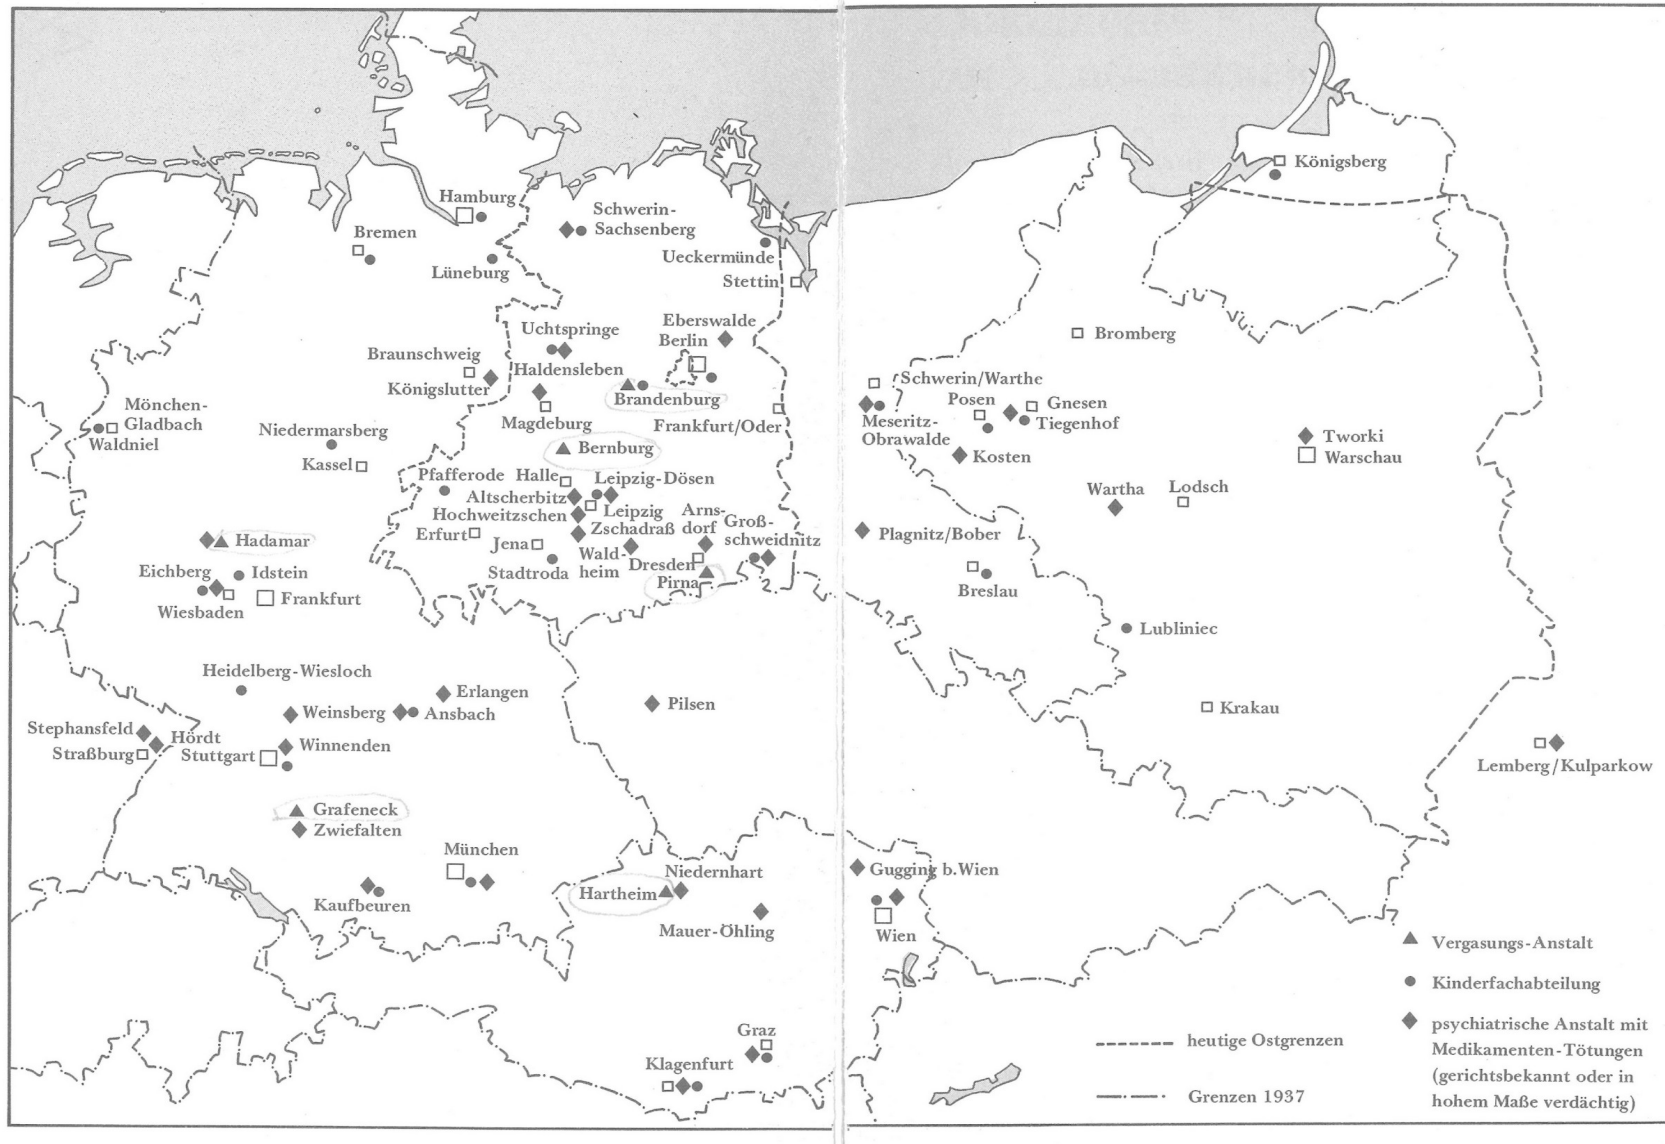 Königsberg
Hamburg
Schwerin-
Sachsenberg
Bremen
Lüneburg
Ueckermünde
Stettin
Uchtspringe
Eberswalde
Berlin
Bromberg
Braunschweig
Königslutter
Haldensleben
Brandenburg
Magdeburg
Frankfurt/Oder
Schwerin/Warthe
Posen
Gnesen
Tiegenhof
Meseritz-
Obrawalde
Kosten
Mönchen-
Gladbach
Waldniel
Niedermarsberg
Kassel
Bernburg
Tworki
Warschau
Pfafferode
Halle
Leipzig-Dösen
Altscherbitz
Leipzig
Hochweitzschen
Zschadraß
Arns-
dorf
Groß-
schweidnitz
Wartha
Lodsch
Erfurt
Jena
Wald-
heim
Dresden
Stadtroda
Pirna
Plagnitz/Bober
Breslau
Hadamar
Eichberg
Idstein
Wiesbaden
Frankfurt
Lubliniec
Heidelberg-Wiesloch
Erlangen
Weinsberg
Ansbach
Pilsen
Krakau
Stephansfeld
Hördt
Straßburg
Stuttgart
Winnenden
Lemberg/Kulparkow
Grafeneck
Zwiefalten
München
Kaufbeuren
Niedernhart
Hartheim
Mauer-Öhling
Gugging b.Wien
Wien
Graz
Klagenfurt
Vergasungs-Anstalt
Kinderfachabteilung
psychiatrische Anstalt mit
Medikamenten-Tötungen
(gerichtsbekannt oder in
hohem Maße verdächtig)
heutige Ostgrenzen
Grenzen 1937